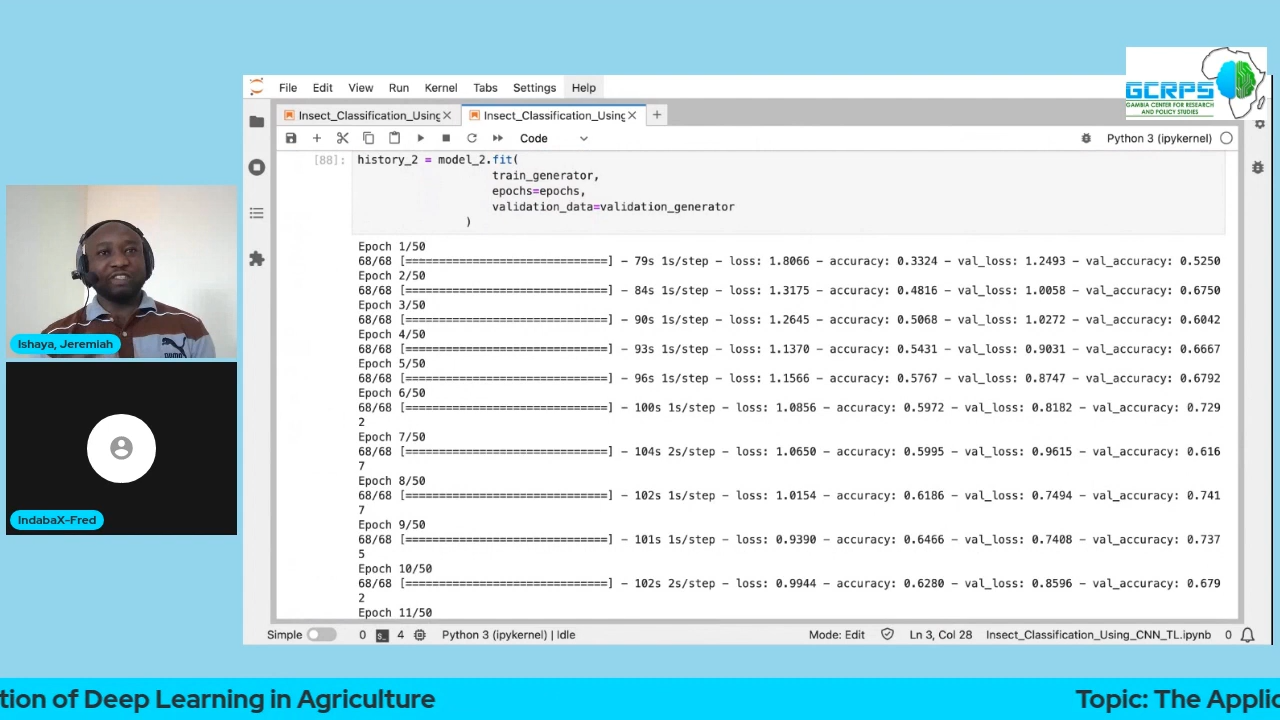 GCRPS
GAMBIA CENTER FOR RESEARCH
AND POLICY STUDIES
File Edit View Run Kernel Tabs Settings Help
Insect_Classification_Using
Insect_Classification_Using
Code
Python 3 (ipykernel)
[88]: history_2 = model_2.fit(
train_generator,
epochs=epochs,
validation_data=validation_generator
)
Epoch 1/50
68/68 [==============================] - 79s 1s/step - loss: 1.8066 - accuracy: 0.3324 - val_loss: 1.2493 - val_accuracy: 0.5250
Epoch 2/50
68/68 [==============================] - 84s 1s/step - loss: 1.3175 - accuracy: 0.4816 - val_loss: 1.0058 - val_accuracy: 0.6750
Epoch 3/50
68/68 [==============================] - 90s 1s/step - loss: 1.2645 - accuracy: 0.5068 - val_loss: 1.0272 - val_accuracy: 0.6042
Epoch 4/50
68/68 [==============================] - 93s 1s/step - loss: 1.1370 - accuracy: 0.5431 - val_loss: 0.9031 - val_accuracy: 0.6667
Epoch 5/50
68/68 [==============================] - 96s 1s/step - loss: 1.1566 - accuracy: 0.5767 - val_loss: 0.8747 - val_accuracy: 0.6792
Epoch 6/50
68/68 [==============================] - 100s 1s/step - loss: 1.0856 - accuracy: 0.5972 - val_loss: 0.8182 - val_accuracy: 0.729
2
Epoch 7/50
68/68 [==============================] - 104s 2s/step - loss: 1.0650 - accuracy: 0.5995 - val_loss: 0.9615 - val_accuracy: 0.616
7
Epoch 8/50
68/68 [==============================] - 102s 1s/step - loss: 1.0154 - accuracy: 0.6186 - val_loss: 0.7494 - val_accuracy: 0.741
7
Epoch 9/50
68/68 [==============================] - 101s 1s/step - loss: 0.9390 - accuracy: 0.6466 - val_loss: 0.7408 - val_accuracy: 0.737
5
Epoch 10/50
68/68 [==============================] - 102s 2s/step - loss: 0.9944 - accuracy: 0.6280 - val_loss: 0.8596 - val_accuracy: 0.679
2
Epoch 11/50
Simple 0 4 Python 3 (ipykernel) | Idle Mode: Edit Ln 3, Col 28 Insect_Classification_Using_CNN_TL.ipynb 0
puma
Ishaya, Jeremiah
IndabaX-Fred
tion of Deep Learning in Agriculture
Topic: The Applic